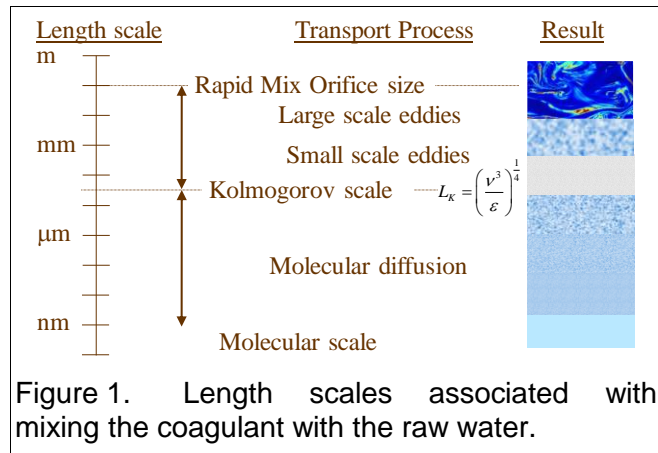 Length scale Transport Process Result
m
Rapid Mix Orifice size
Large scale eddies
mm
Small scale eddies
Kolmogorov scale L_K = (ν³/ε)^¼
μm
Molecular diffusion
nm
Molecular scale
Figure 1. Length scales associated with
mixing the coagulant with the raw water.